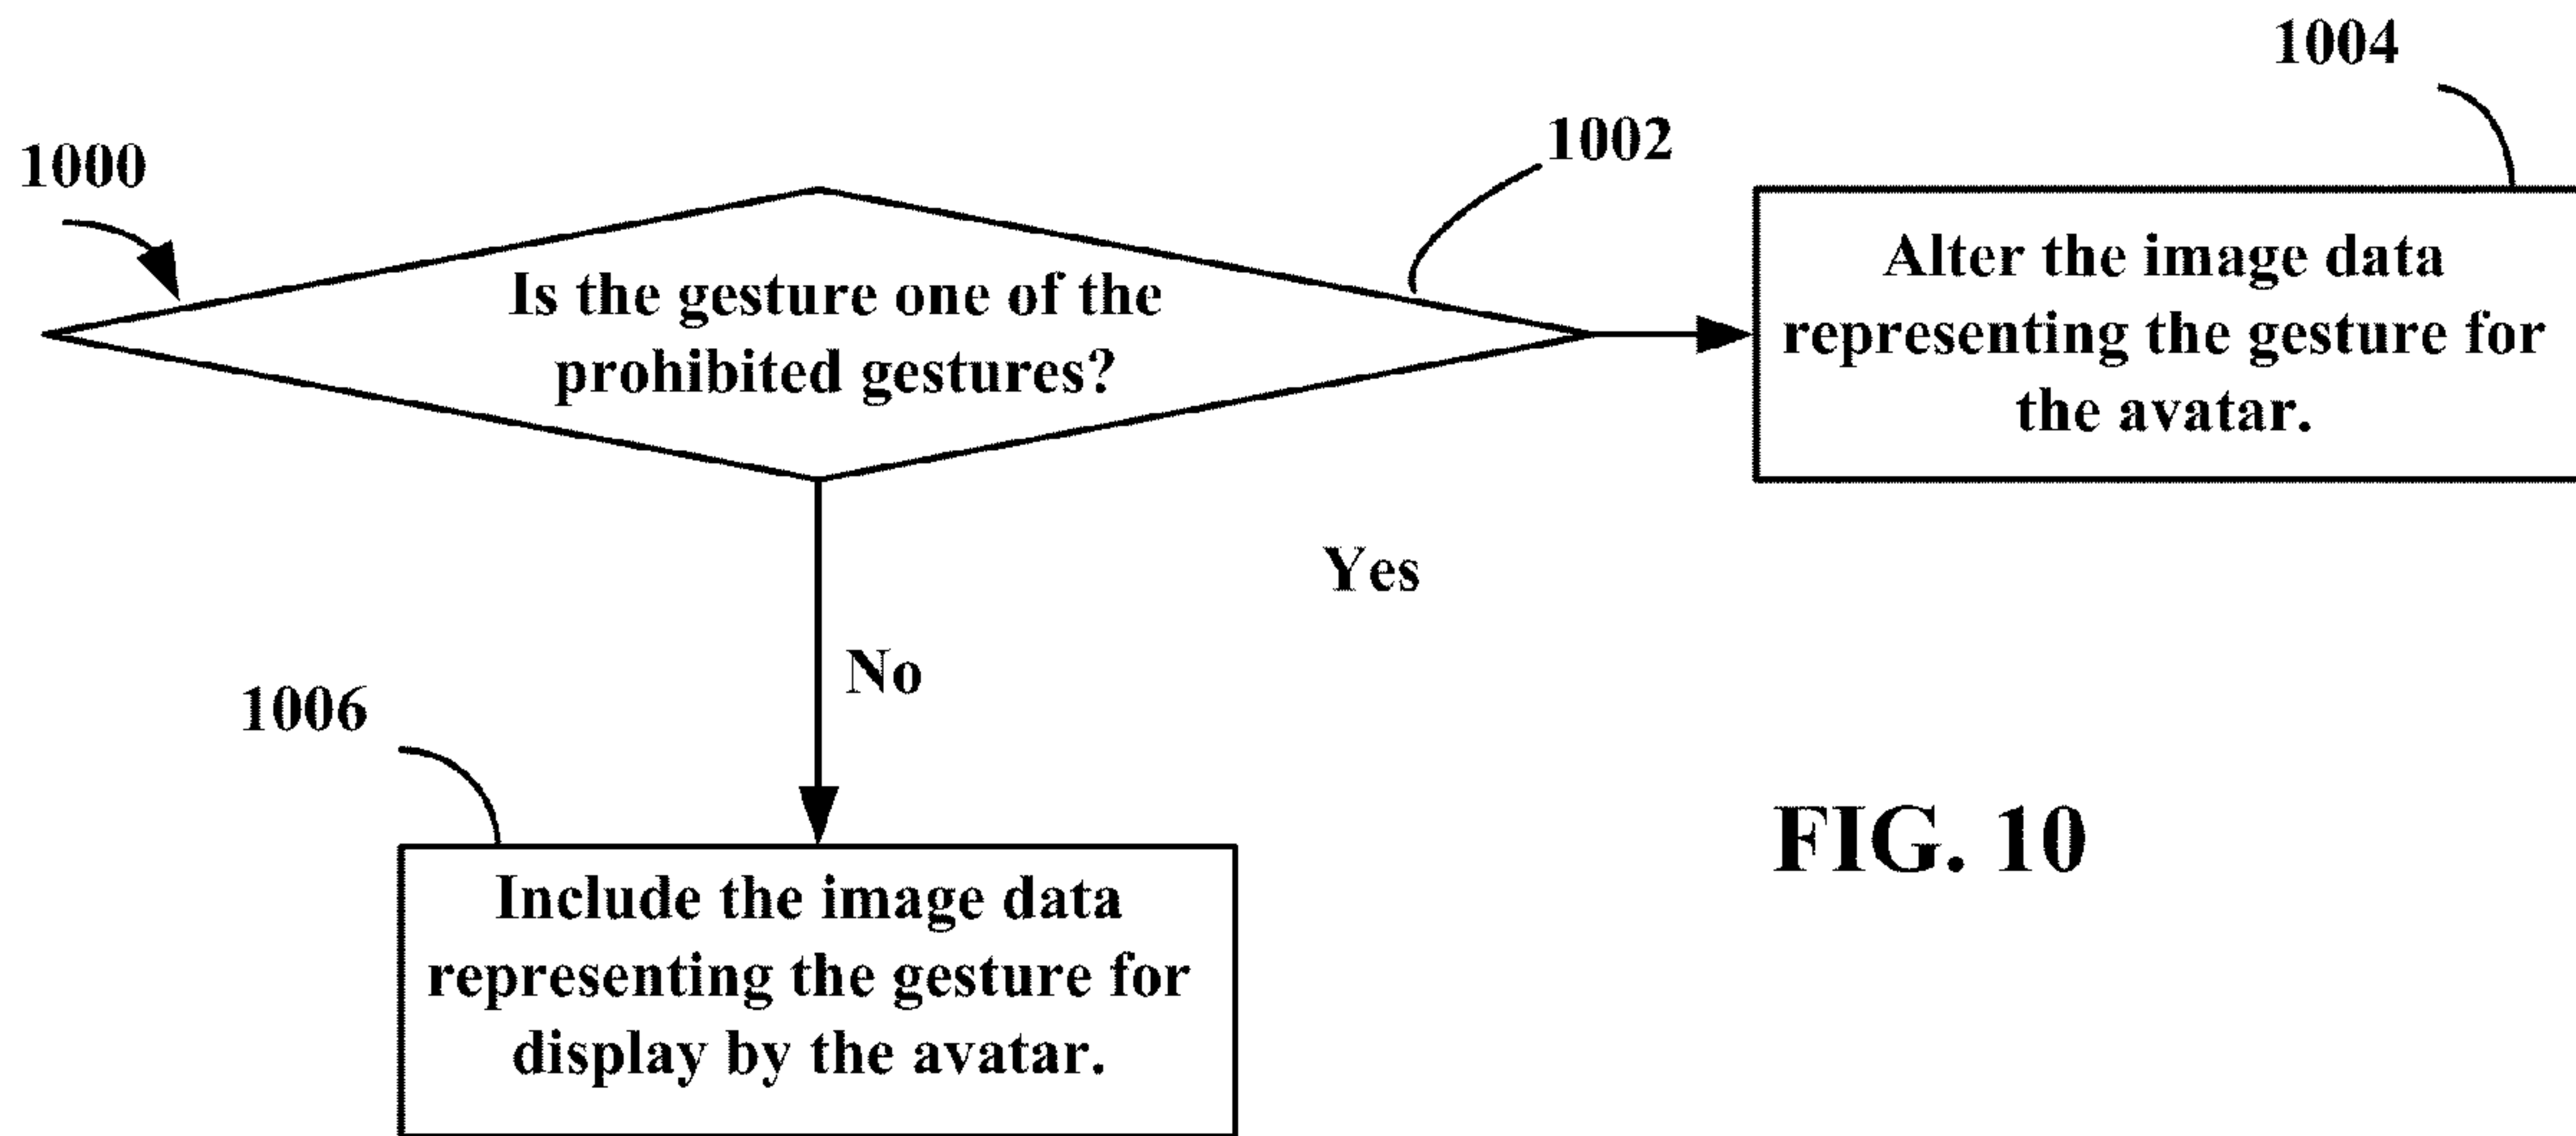 1004
1002
1000
Is the gesture one of the
prohibited gestures?
Alter the image data
representing the gesture for
the avatar.
Yes
No
1006
Include the image data
representing the gesture for
display by the avatar.
FIG. 10